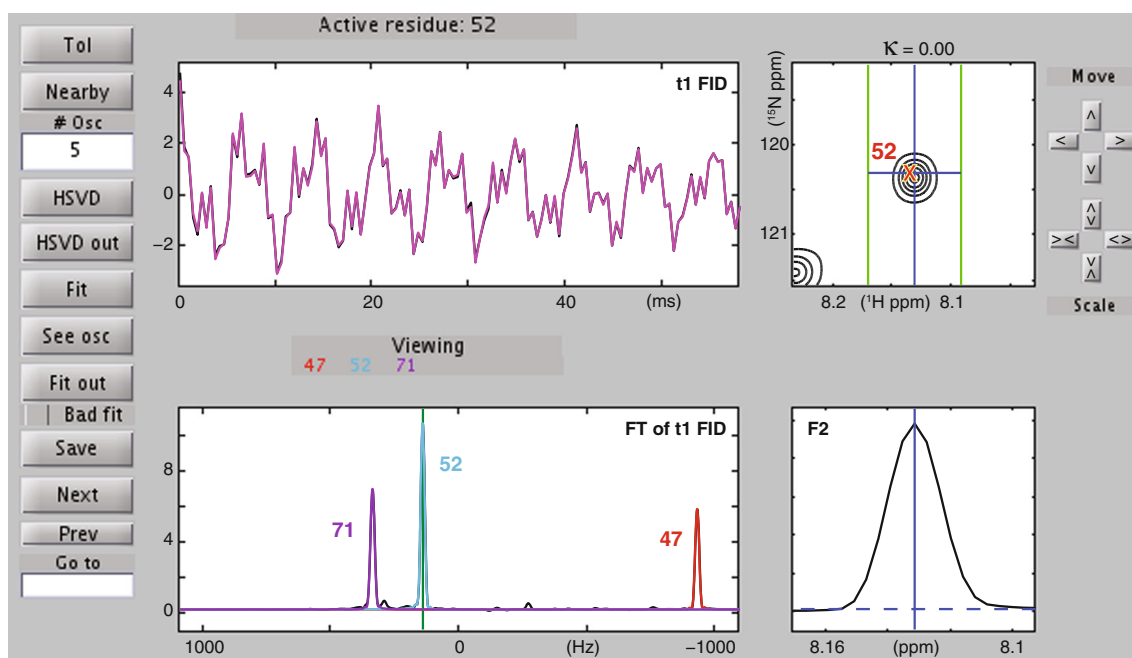 Active residue: 52
Tol
Nearby
# Osc
5
HSVD
HSVD out
Fit
See osc
Fit out
Bad fit
Save
Next
Prev
Go to
t1 FID
4
2
0
−2
0 20 40 (ms)
κ = 0.00
(¹⁵N ppm)
120
121
52
8.2 (¹H ppm) 8.1
Move
< ^ >
v
>< <>
Scale
Viewing
47 52 71
FT of t1 FID
8
4
0
71
52
47
1000 0 (Hz) −1000
F2
8.16 (ppm) 8.1